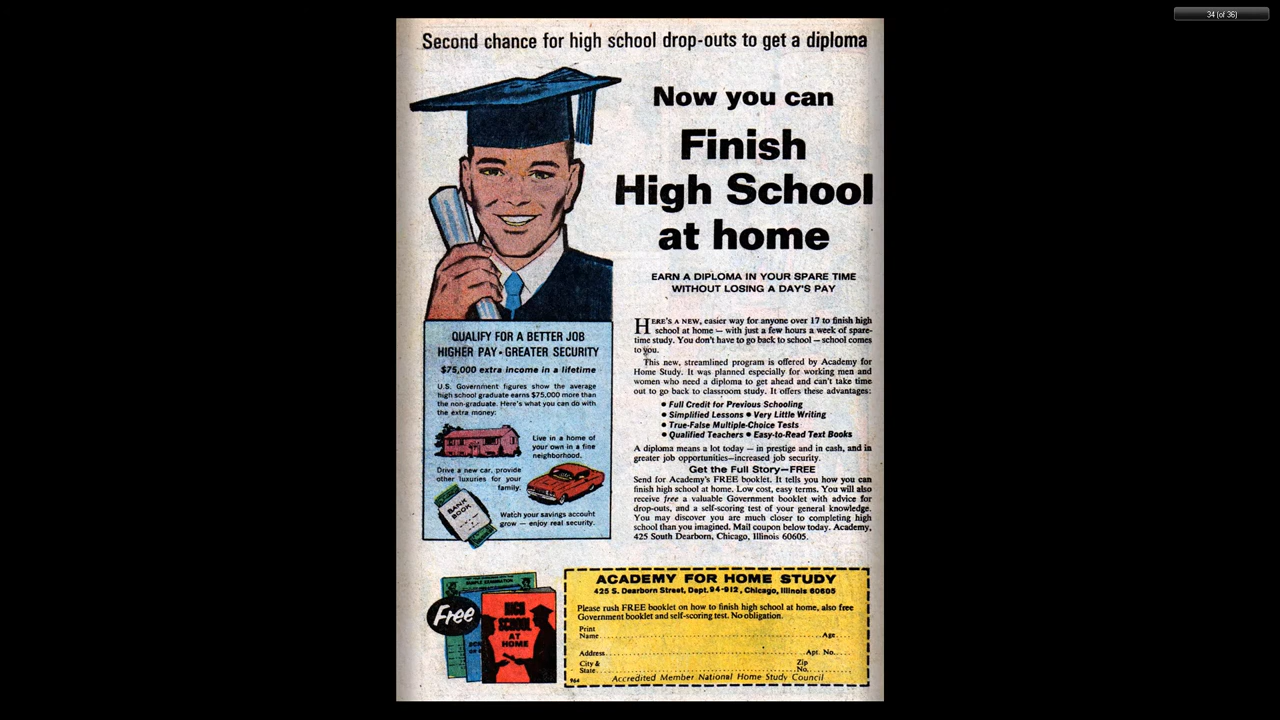 34 (of 36)
Second chance for high school drop-outs to get a diploma
Now you can
Finish
High School
at home
EARN A DIPLOMA IN YOUR SPARE TIME
WITHOUT LOSING A DAY'S PAY
HERE'S A NEW, easier way for anyone over 17 to finish high
school at home — with just a few hours a week of spare-
time study. You don't have to go back to school — school comes
to you.
This new, streamlined program is offered by Academy for
Home Study. It was planned especially for working men and
women who need a diploma to get ahead and can't take time
out to go back to classroom study. It offers these advantages:
● Full Credit for Previous Schooling
● Simplified Lessons ● Very Little Writing
● True-False Multiple-Choice Tests
● Qualified Teachers ● Easy-to-Read Text Books
A diploma means a lot today — in prestige and in cash, and in
greater job opportunities—increased job security.
Get the Full Story—FREE
Send for Academy's FREE booklet. It tells you how you can
finish high school at home. Low cost, easy terms. You will also
receive free a valuable Government booklet with advice for
drop-outs, and a self-scoring test of your general knowledge.
You may discover you are much closer to completing high
school than you imagined. Mail coupon below today. Academy,
425 South Dearborn, Chicago, Illinois 60605.
QUALIFY FOR A BETTER JOB
HIGHER PAY • GREATER SECURITY
$75,000 extra income in a lifetime
U.S. Government figures show the average
high school graduate earns $75,000 more than
the non-graduate. Here's what you can do with
the extra money:
Live in a home of
your own in a fine
neighborhood.
Drive a new car, provide
other luxuries for your
family.
BANK
BOOK
Watch your savings account
grow — enjoy real security.
Free
SAMPLE EXAMINATION
HIGH
SCHOOL
AT
HOME
ACADEMY FOR HOME STUDY
425 S. Dearborn Street, Dept. 94-912, Chicago, Illinois 60605
Please rush FREE booklet on how to finish high school at home, also free
Government booklet and self-scoring test. No obligation.
Print
Name Age
Address Apt. No.
City & Zip
State No.
964 Accredited Member National Home Study Council